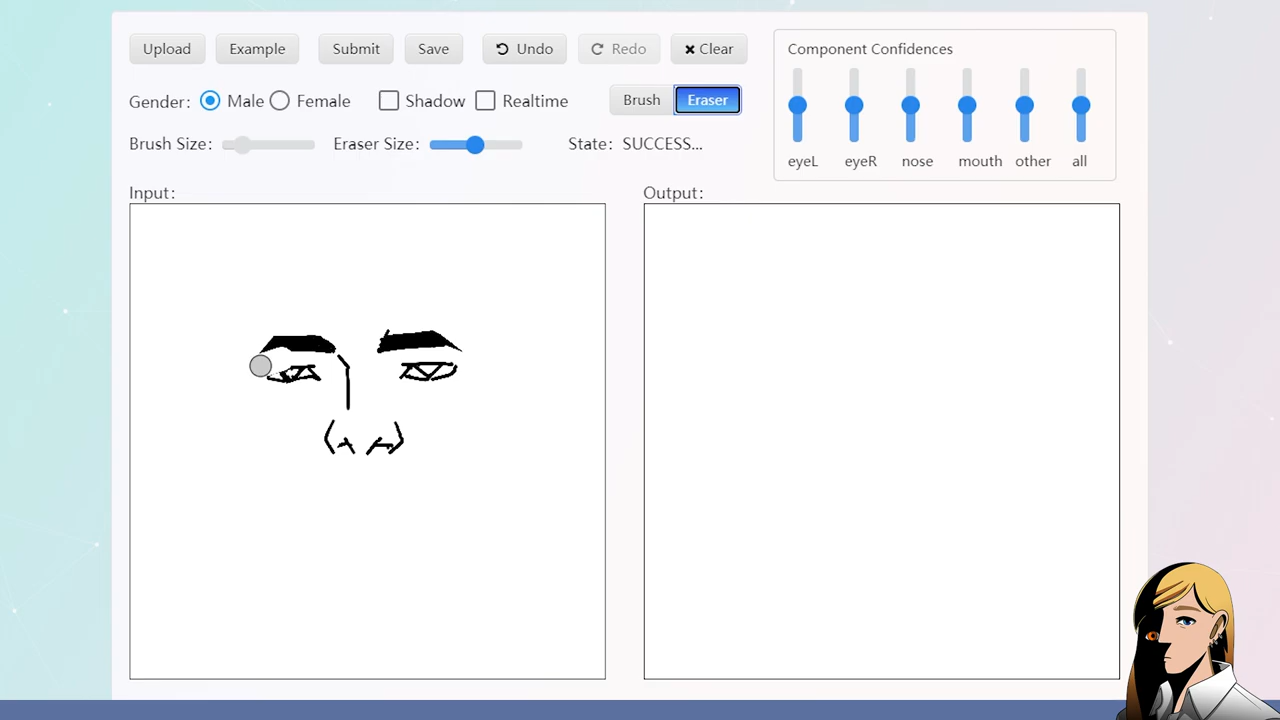 Upload Example Submit Save Undo Redo Clear
Component Confidences
Gender: Male Female Shadow Realtime Brush Eraser
Brush Size: Eraser Size: State: SUCCESS...
eyeL eyeR nose mouth other all
Input: Output: